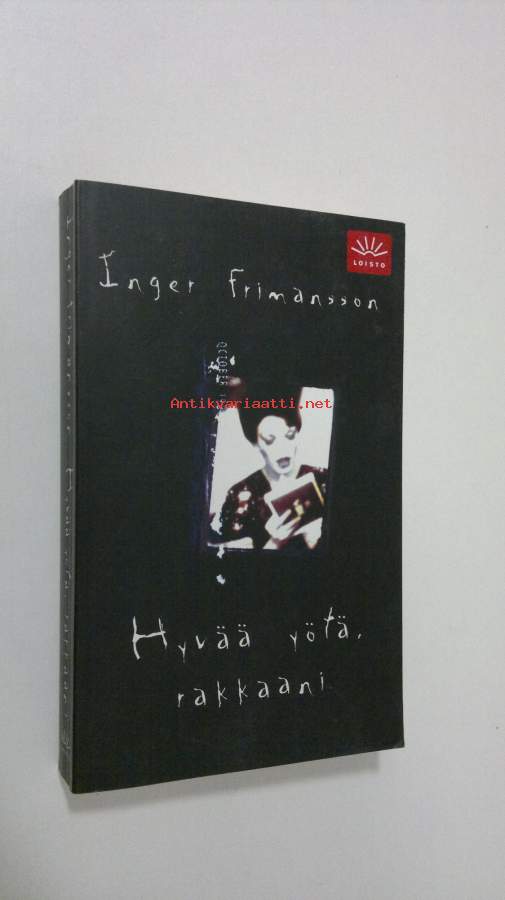 LOISTO
Inger Frimansson
Antikvariaatti.net
Hyvää yötä,
rakkaani